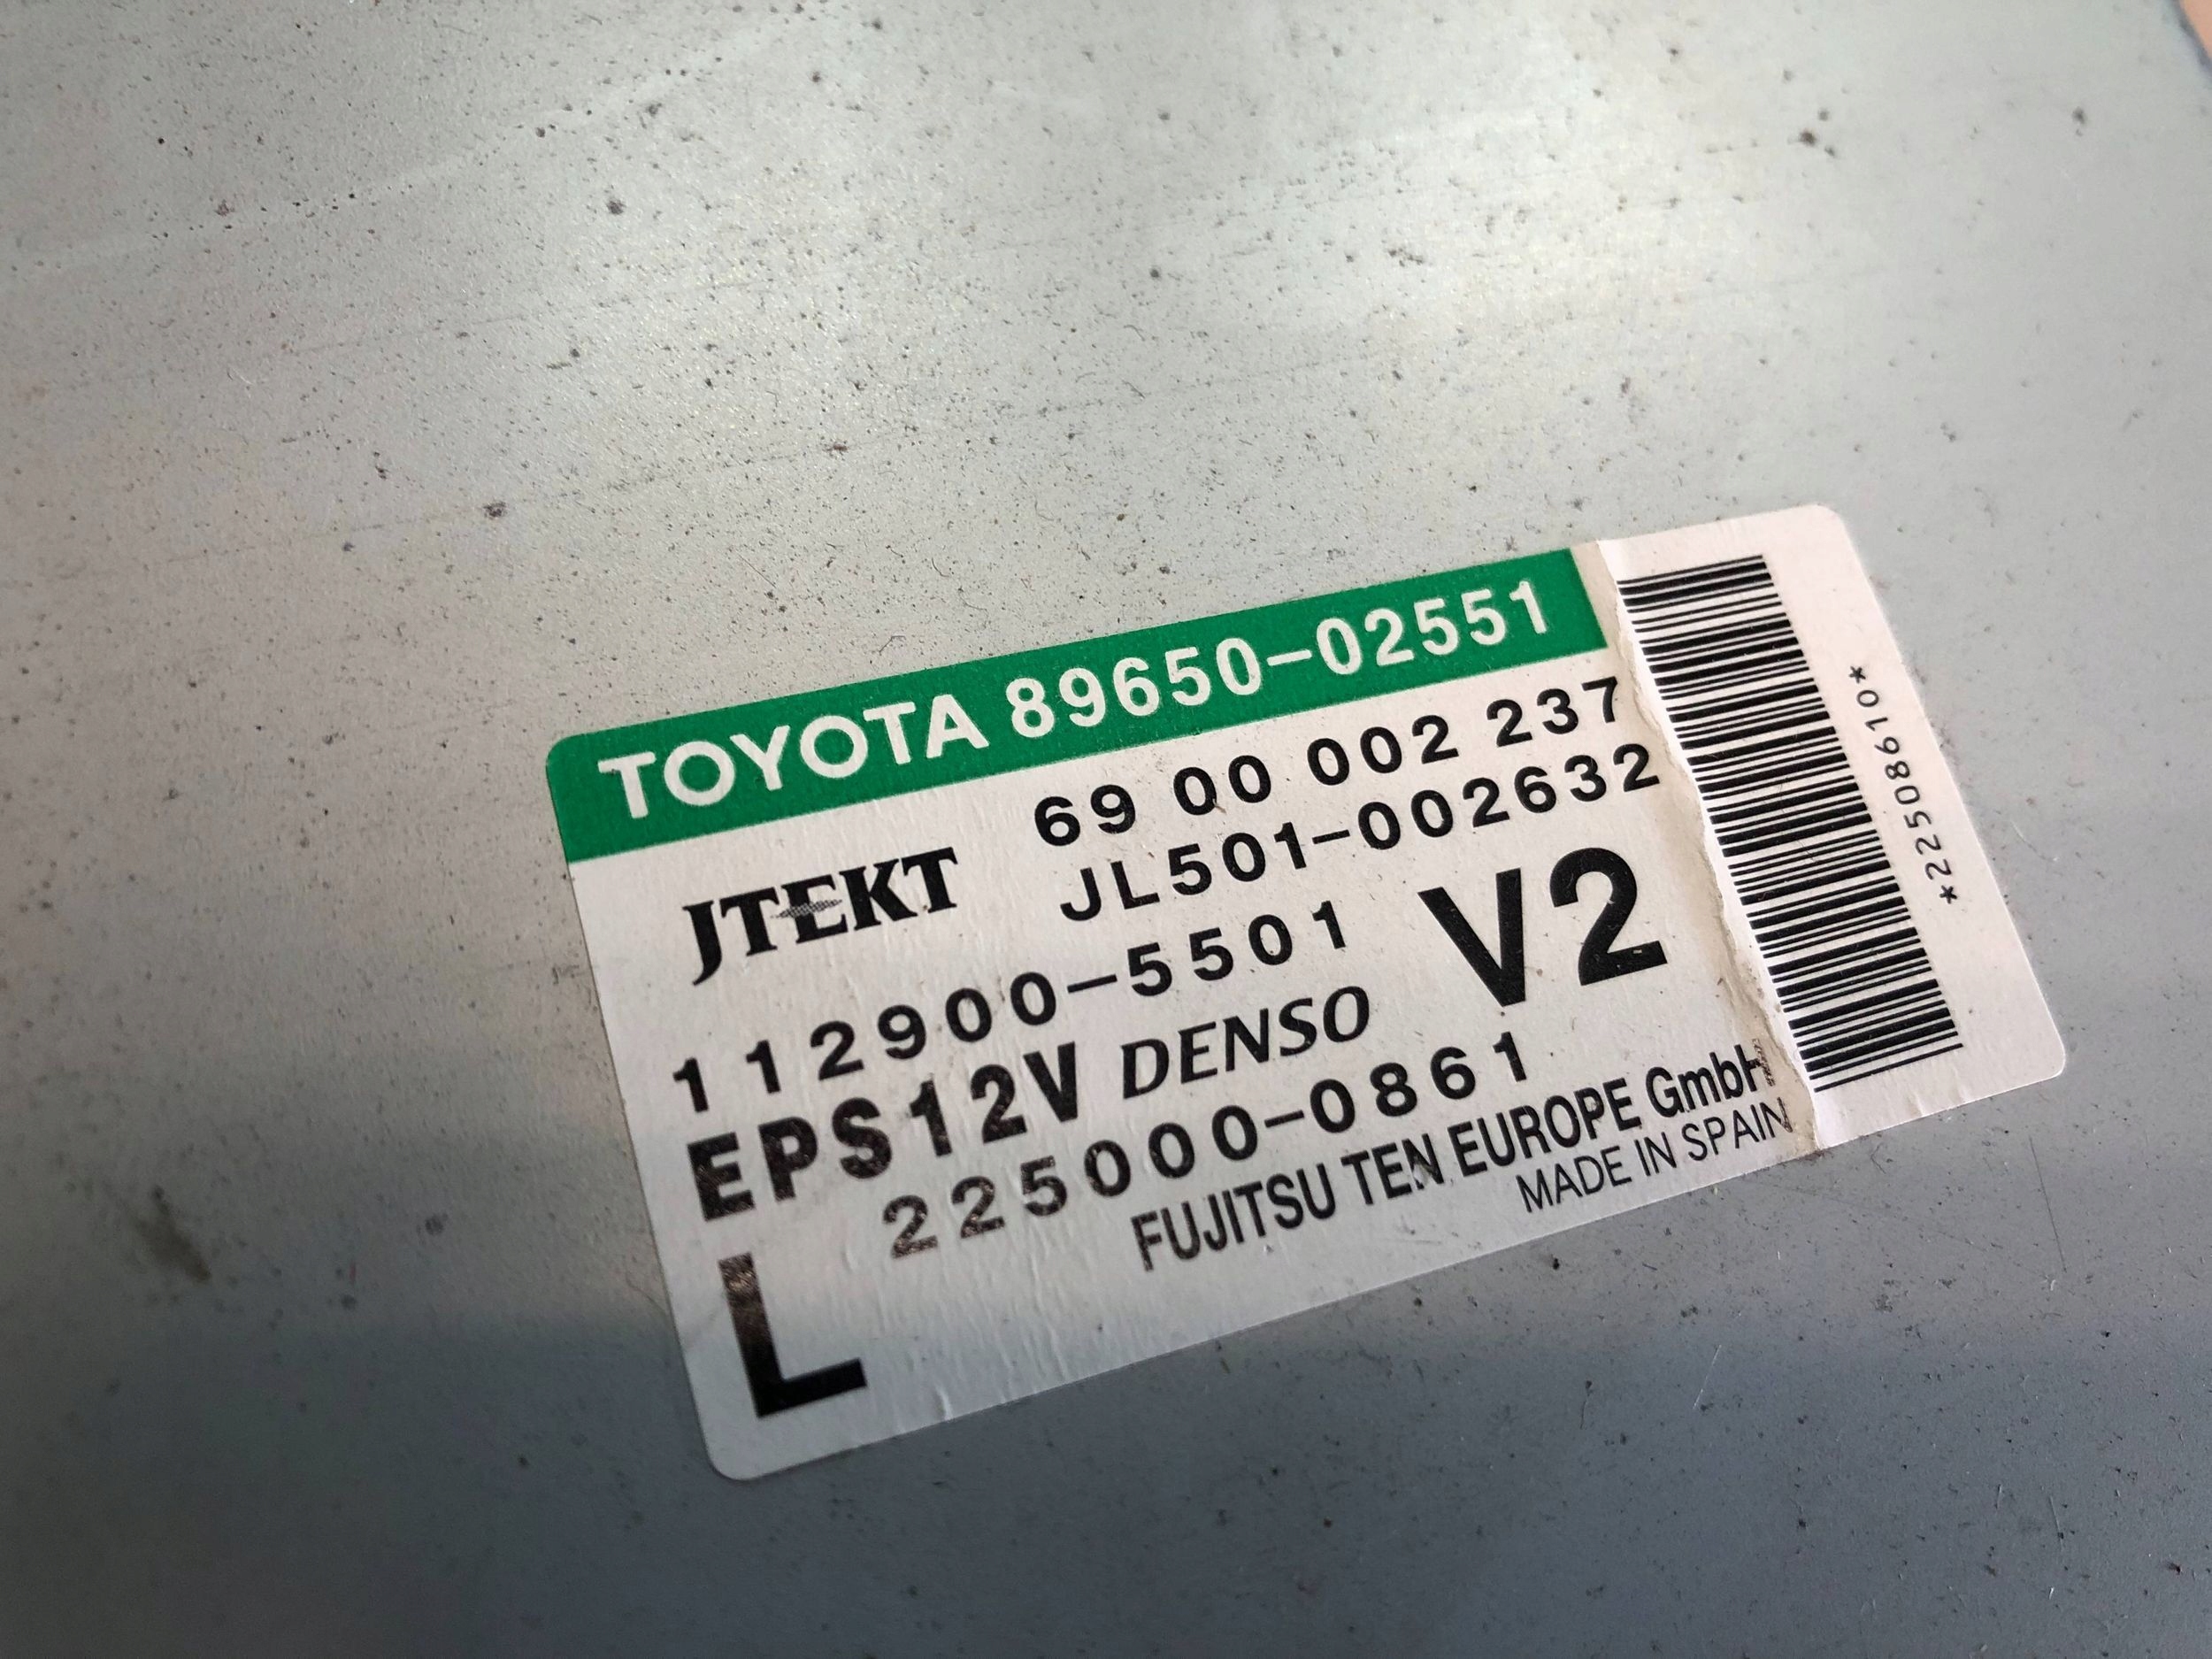 TOYOTA 89650-02551
JTEKT 69 00 002 237
JL501-002632
112900-5501 V2
EPS12V DENSO
225000-0861
FUJITSU TEN EUROPE GmbH
MADE IN SPAIN
L
*22508610*